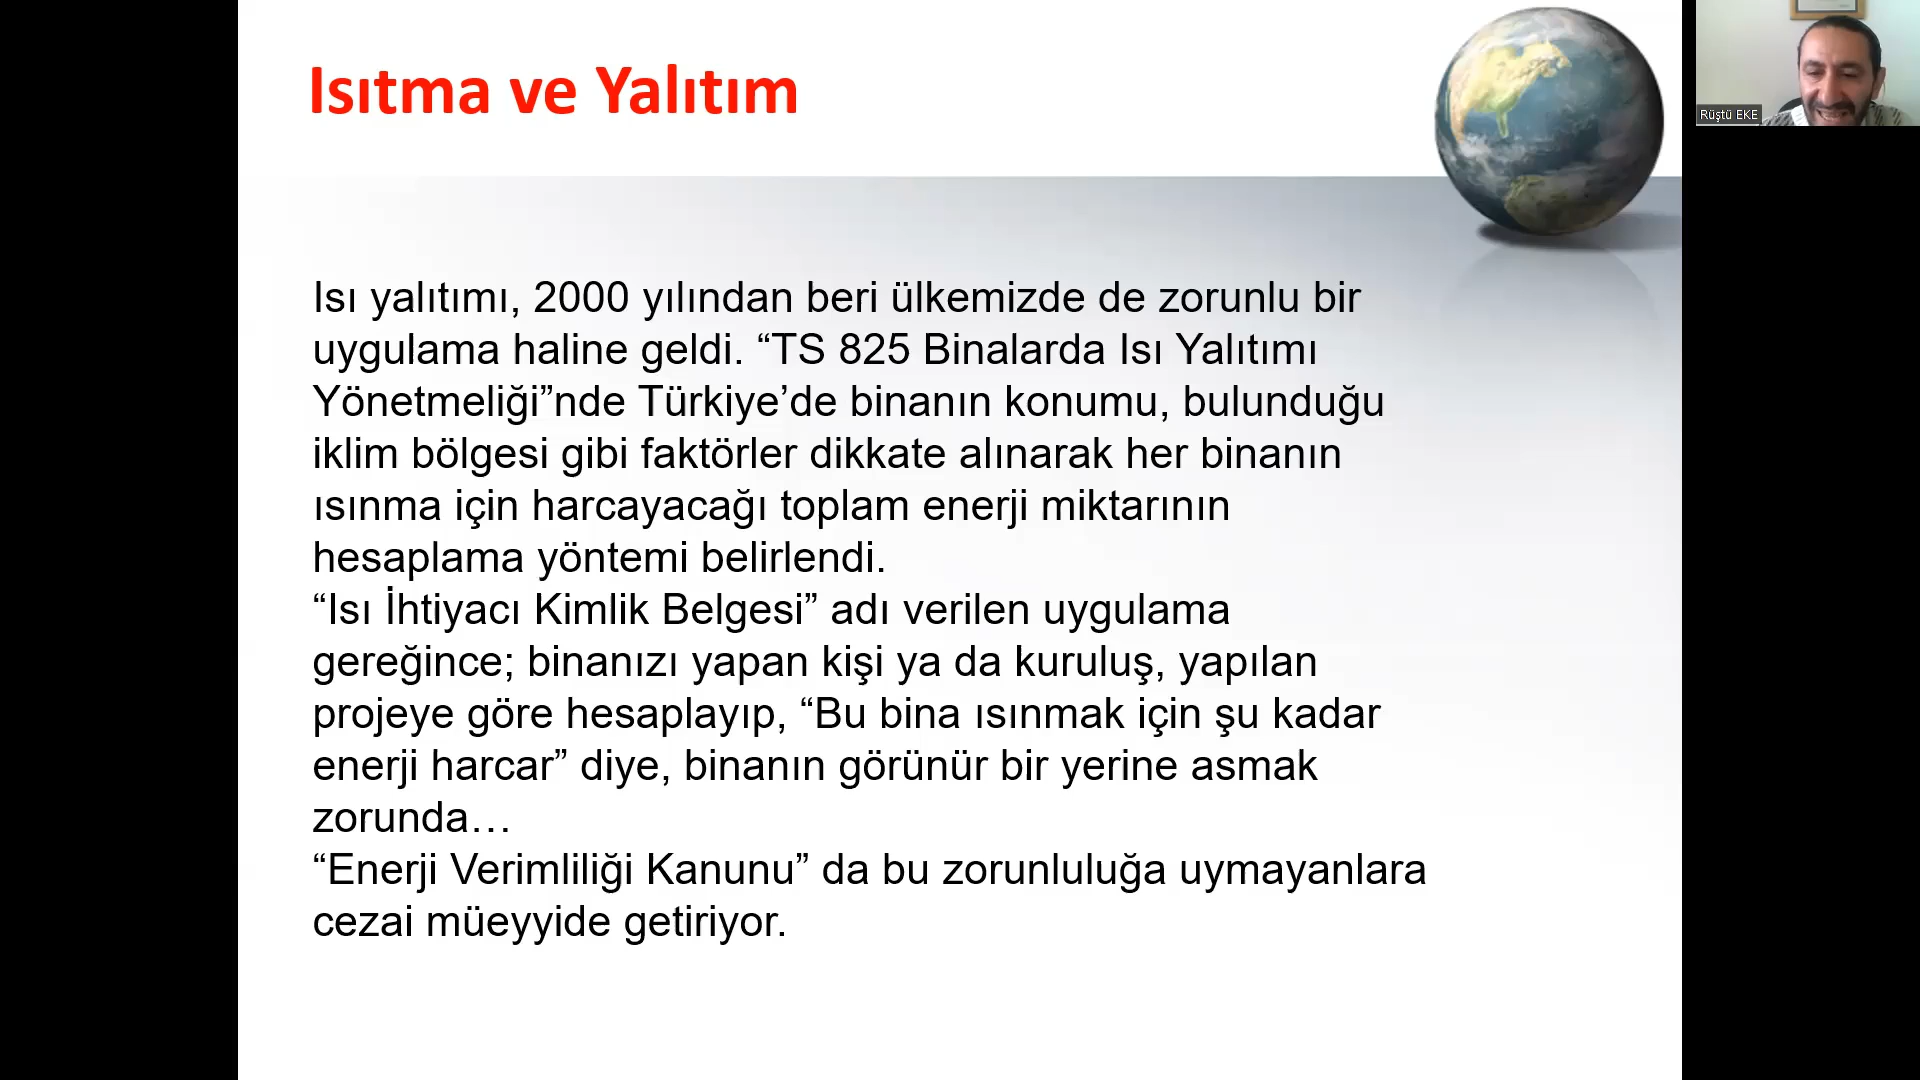 Isıtma ve Yalıtım
Rüştü EKE
Isı yalıtımı, 2000 yılından beri ülkemizde de zorunlu bir
uygulama haline geldi. “TS 825 Binalarda Isı Yalıtımı
Yönetmeliği”nde Türkiye’de binanın konumu, bulunduğu
iklim bölgesi gibi faktörler dikkate alınarak her binanın
ısınma için harcayacağı toplam enerji miktarının
hesaplama yöntemi belirlendi.
“Isı İhtiyacı Kimlik Belgesi” adı verilen uygulama
gereğince; binanızı yapan kişi ya da kuruluş, yapılan
projeye göre hesaplayıp, “Bu bina ısınmak için şu kadar
enerji harcar” diye, binanın görünür bir yerine asmak
zorunda…
“Enerji Verimliliği Kanunu” da bu zorunluluğa uymayanlara
cezai müeyyide getiriyor.